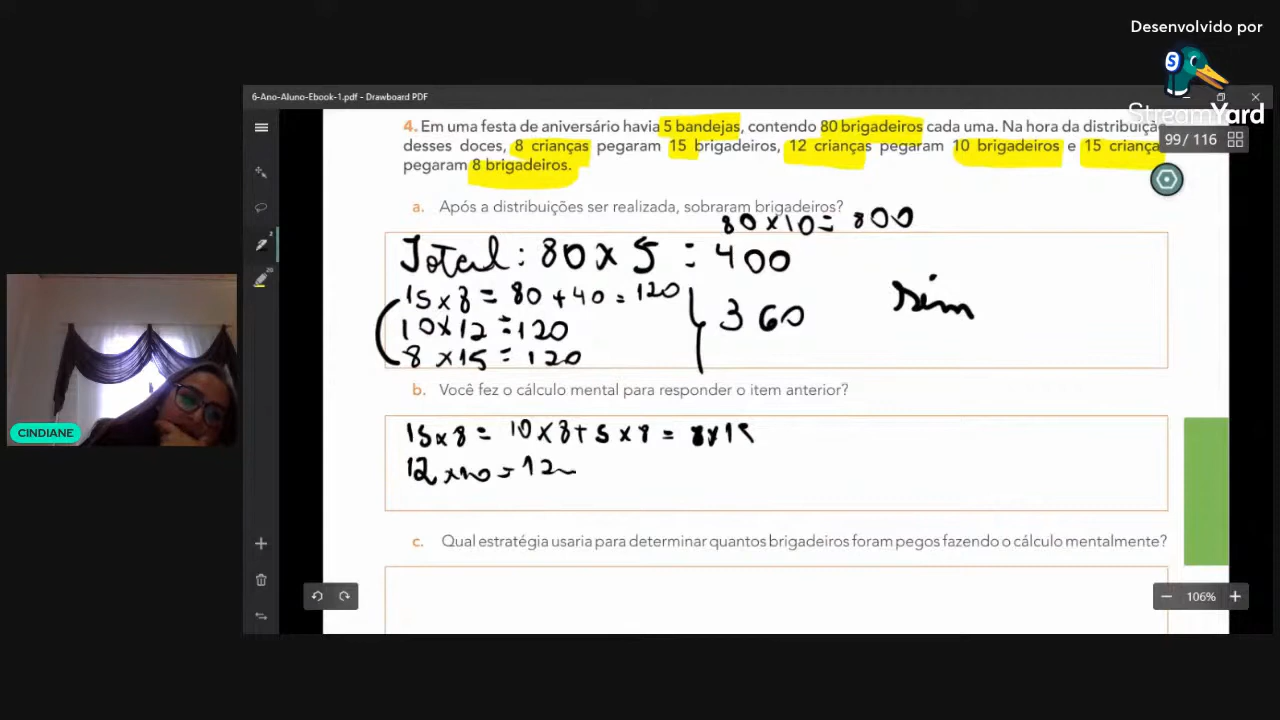 Desenvolvido por
S
StreamYard
6-Ano-Aluno-Ebook-1.pdf - Drawboard PDF
99 / 116
4. Em uma festa de aniversário havia 5 bandejas, contendo 80 brigadeiros cada uma. Na hora da distribuiçã
desses doces, 8 crianças pegaram 15 brigadeiros, 12 crianças pegaram 10 brigadeiros e 15 criança
pegaram 8 brigadeiros.
a. Após a distribuições ser realizada, sobraram brigadeiros?
80 x 10 = 800
Total: 80 x 5 = 400
15 x 8 = 80 + 40 = 120
10 x 12 = 120
8 x 15 = 120
360
sim
b. Você fez o cálculo mental para responder o item anterior?
15 x 8 = 10 x 8 + 5 x 8 = 8 x 15
12 x 10 = 120
c. Qual estratégia usaria para determinar quantos brigadeiros foram pegos fazendo o cálculo mentalmente?
106%
CINDIANE